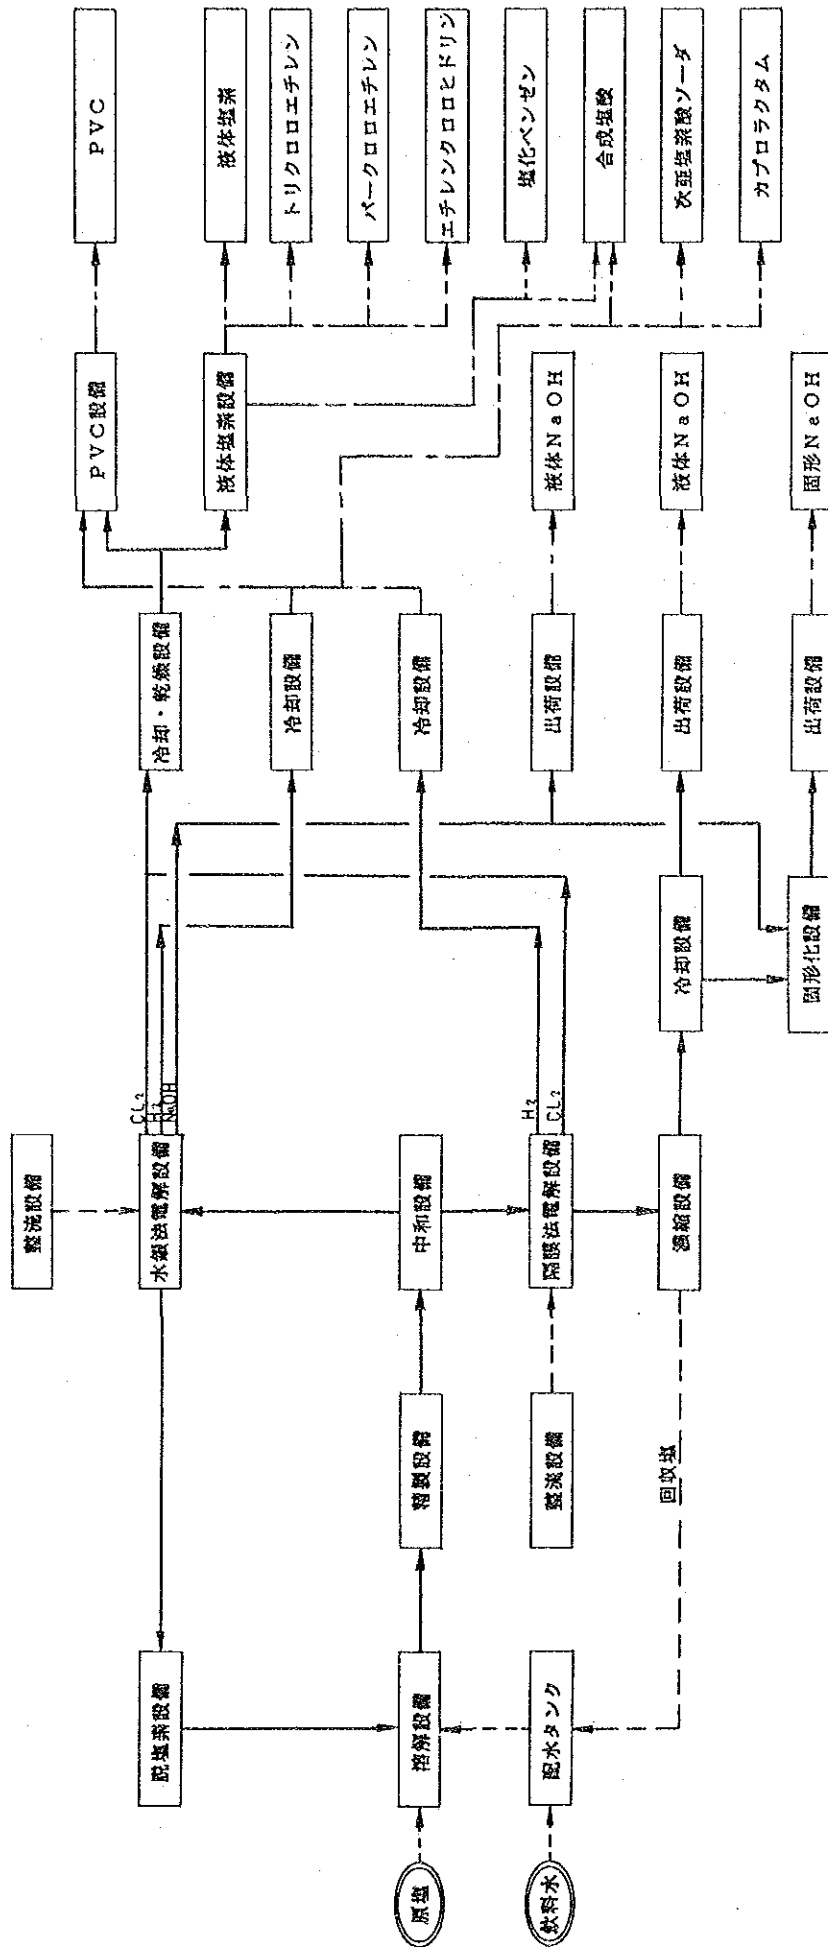 原塩
飲料水
脱塩素設備
溶解設備
配水タンク
精製設備
整流設備
回収塩
整流設備
水銀法電解設備
中和設備
隔膜法電解設備
濃縮設備
CL2
H2
NaOH
H2
CL2
冷却設備
固形化設備
冷却・乾燥設備
冷却設備
冷却設備
出荷設備
出荷設備
出荷設備
PVC設備
液体塩素設備
液体NaOH
液体NaOH
固形NaOH
PVC
液体塩素
トリクロロエチレン
パークロロエチレン
エチレンクロロヒドリン
塩化ベンゼン
合成塩酸
次亜塩素酸ソーダ
カプロラクタム